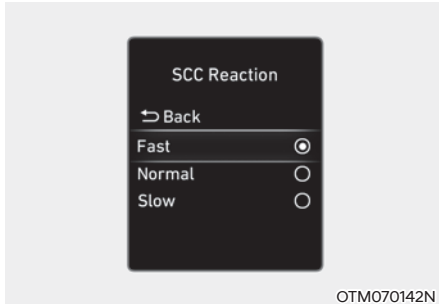 SCC Reaction
Back
Fast
Normal
Slow
OTM070142N